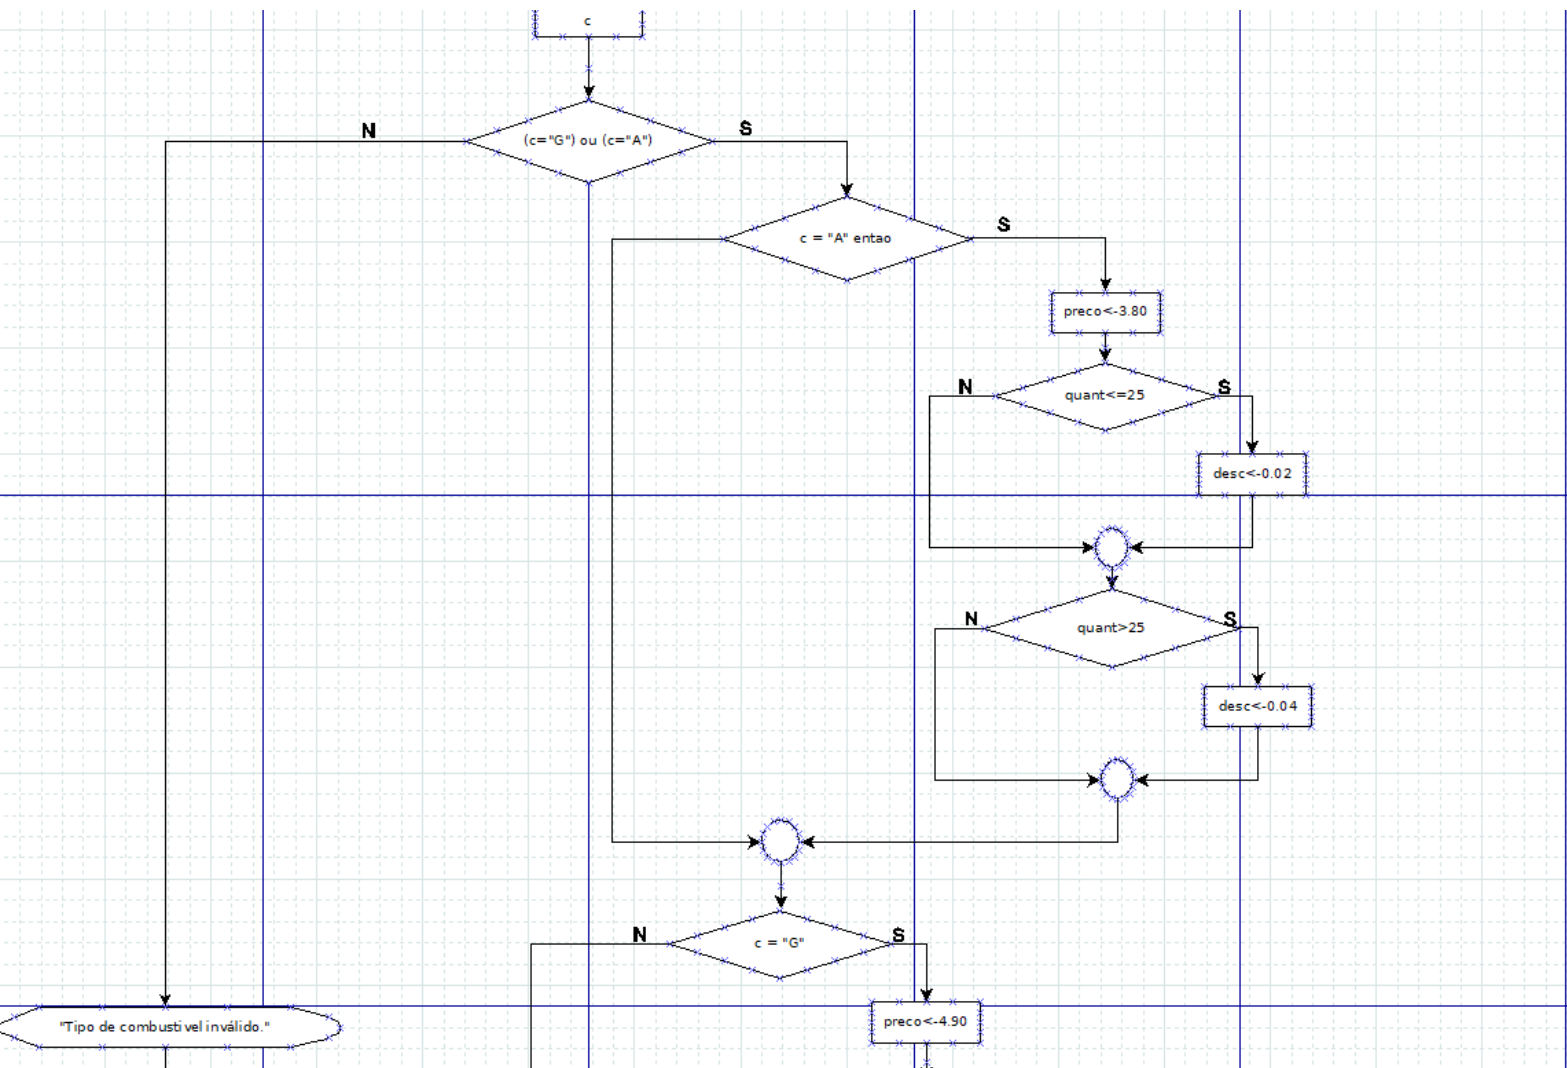 c
N
S
(c="G") ou (c="A")
S
c = "A" entao
preco<-3.80
N
S
quant<=25
desc<-0.02
N
S
quant>25
desc<-0.04
N
S
c = "G"
preco<-4.90
"Tipo de combustivel inválido."